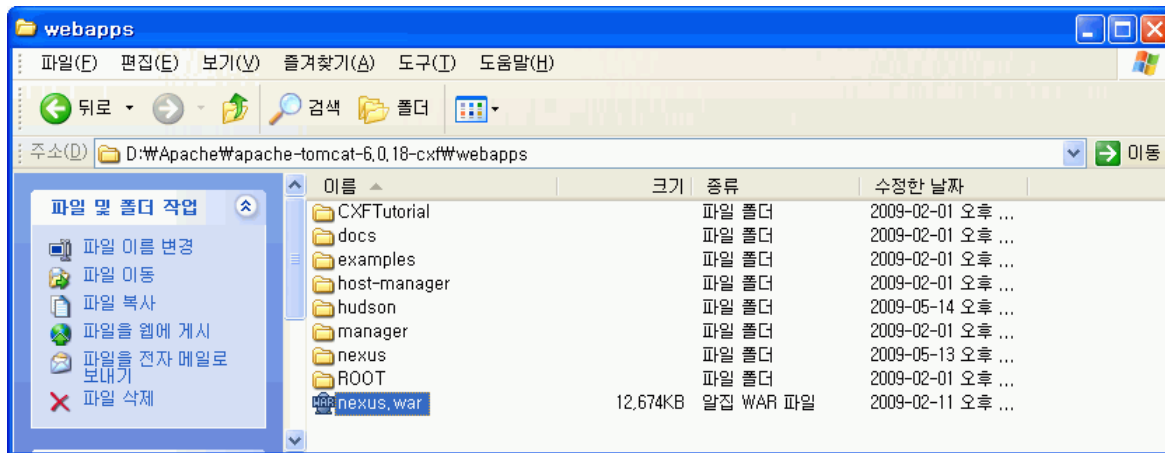 webapps
파일(F) 편집(E) 보기(V) 즐겨찾기(A) 도구(T) 도움말(H)
뒤로 검색 폴더
주소(D) D:₩Apache₩apache-tomcat-6.0.18-cxf₩webapps 이동
파일 및 폴더 작업
파일 이름 변경
파일 이동
파일 복사
파일을 웹에 게시
파일을 전자 메일로
보내기
파일 삭제
이름 크기 종류 수정한 날짜
CXFTutorial 파일 폴더 2009-02-01 오후 ...
docs 파일 폴더 2009-02-01 오후 ...
examples 파일 폴더 2009-02-01 오후 ...
host-manager 파일 폴더 2009-02-01 오후 ...
hudson 파일 폴더 2009-05-14 오후 ...
manager 파일 폴더 2009-02-01 오후 ...
nexus 파일 폴더 2009-05-13 오후 ...
ROOT 파일 폴더 2009-02-01 오후 ...
nexus.war 12,674KB 알집 WAR 파일 2009-02-11 오후 ...